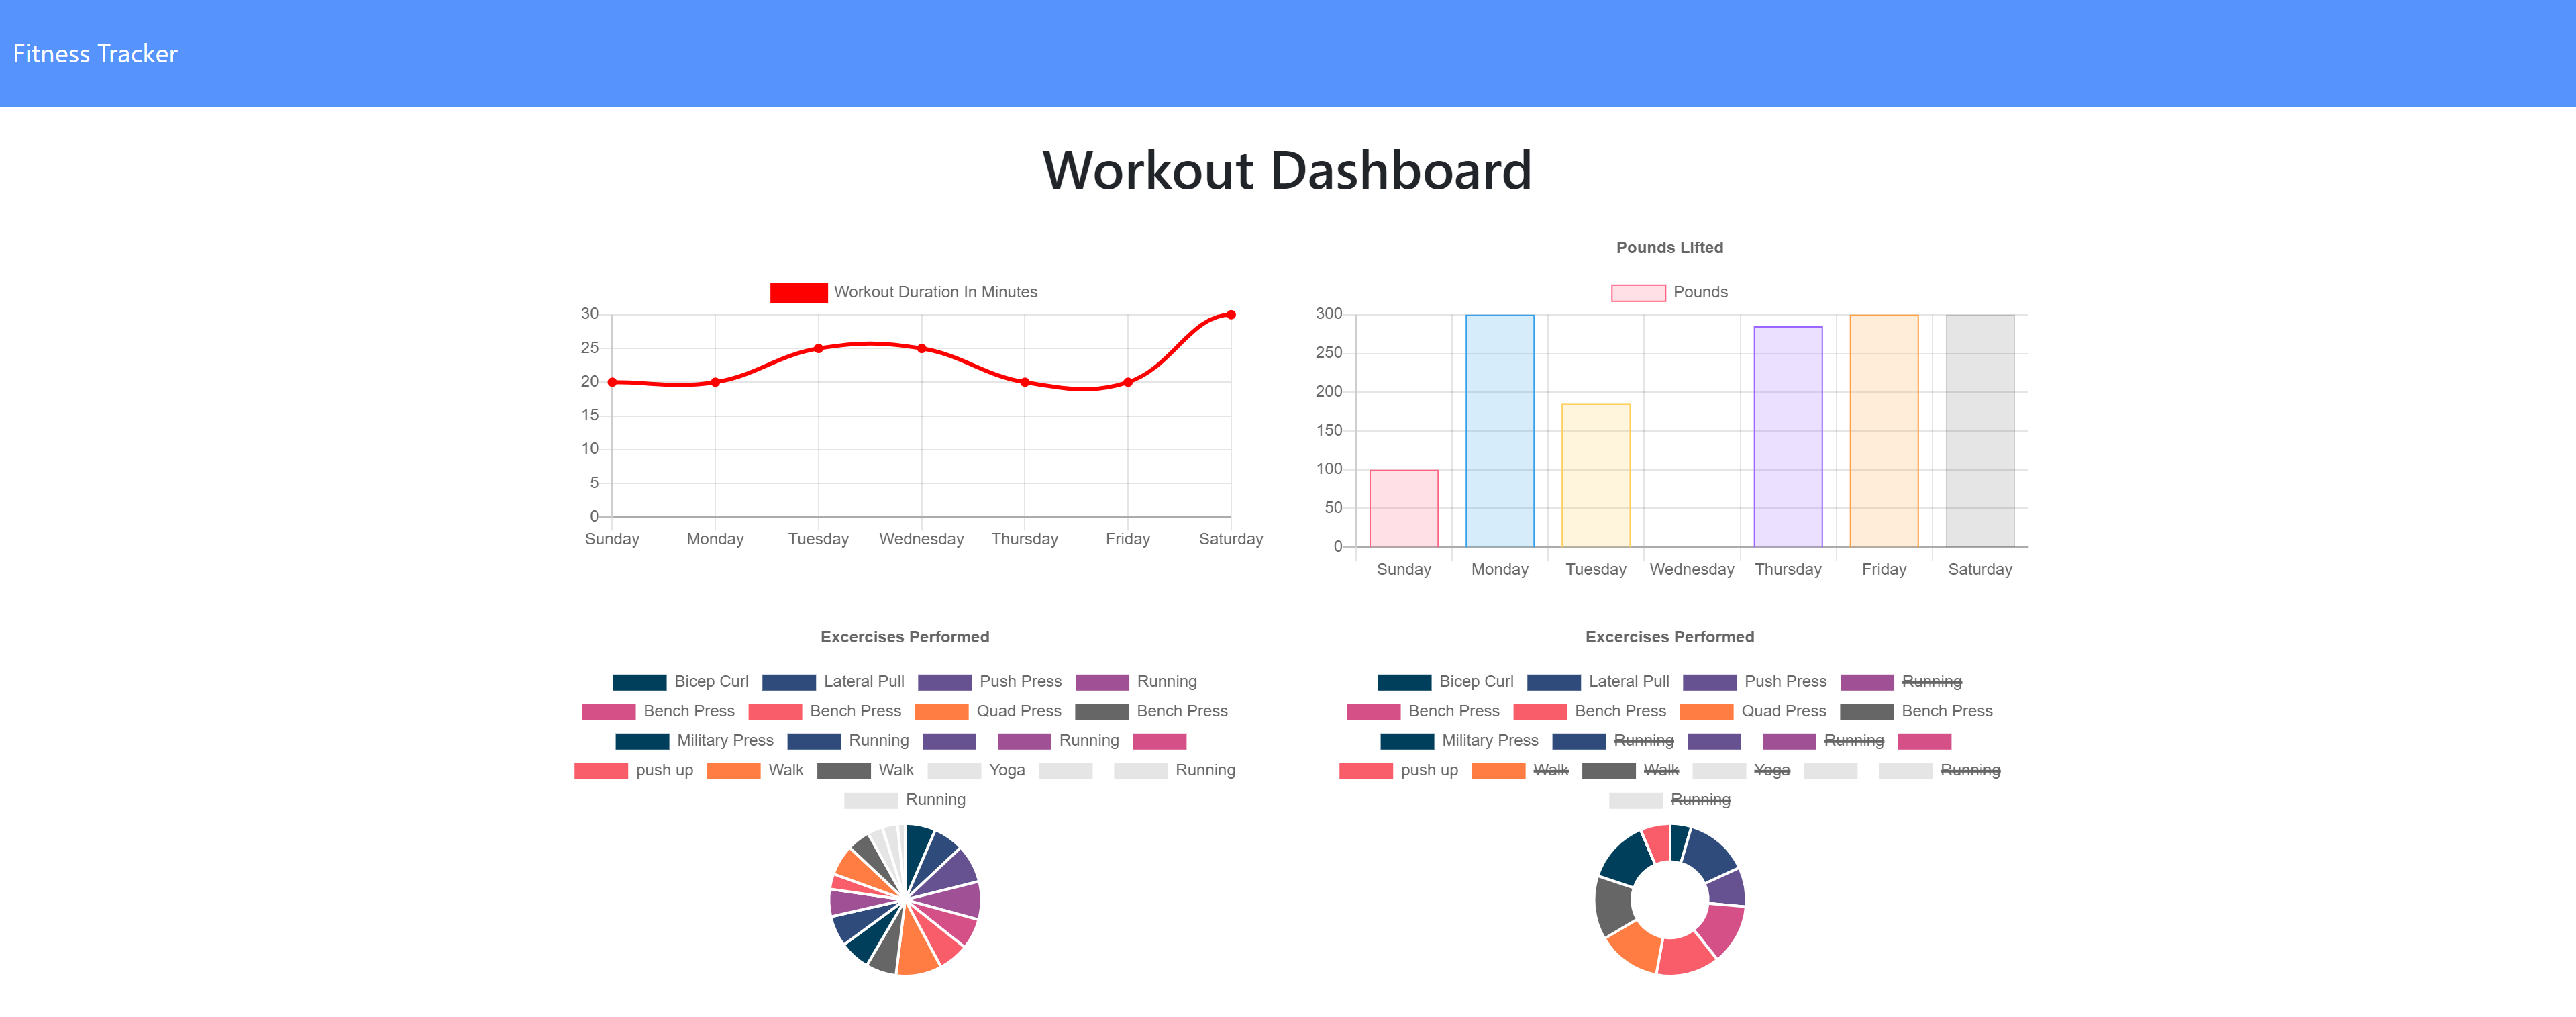 Fitness Tracker
Workout Dashboard
Workout Duration In Minutes
30
25
20
15
10
5
0
Sunday Monday Tuesday Wednesday Thursday Friday Saturday
Pounds Lifted
Pounds
300
250
200
150
100
50
0
Sunday Monday Tuesday Wednesday Thursday Friday Saturday
Excercises Performed
Bicep Curl Lateral Pull Push Press Running
Bench Press Bench Press Quad Press Bench Press
Military Press Running Running
push up Walk Walk Yoga Running
Running
Excercises Performed
Bicep Curl Lateral Pull Push Press Running
Bench Press Bench Press Quad Press Bench Press
Military Press Running Running
push up Walk Walk Yoga Running
Running